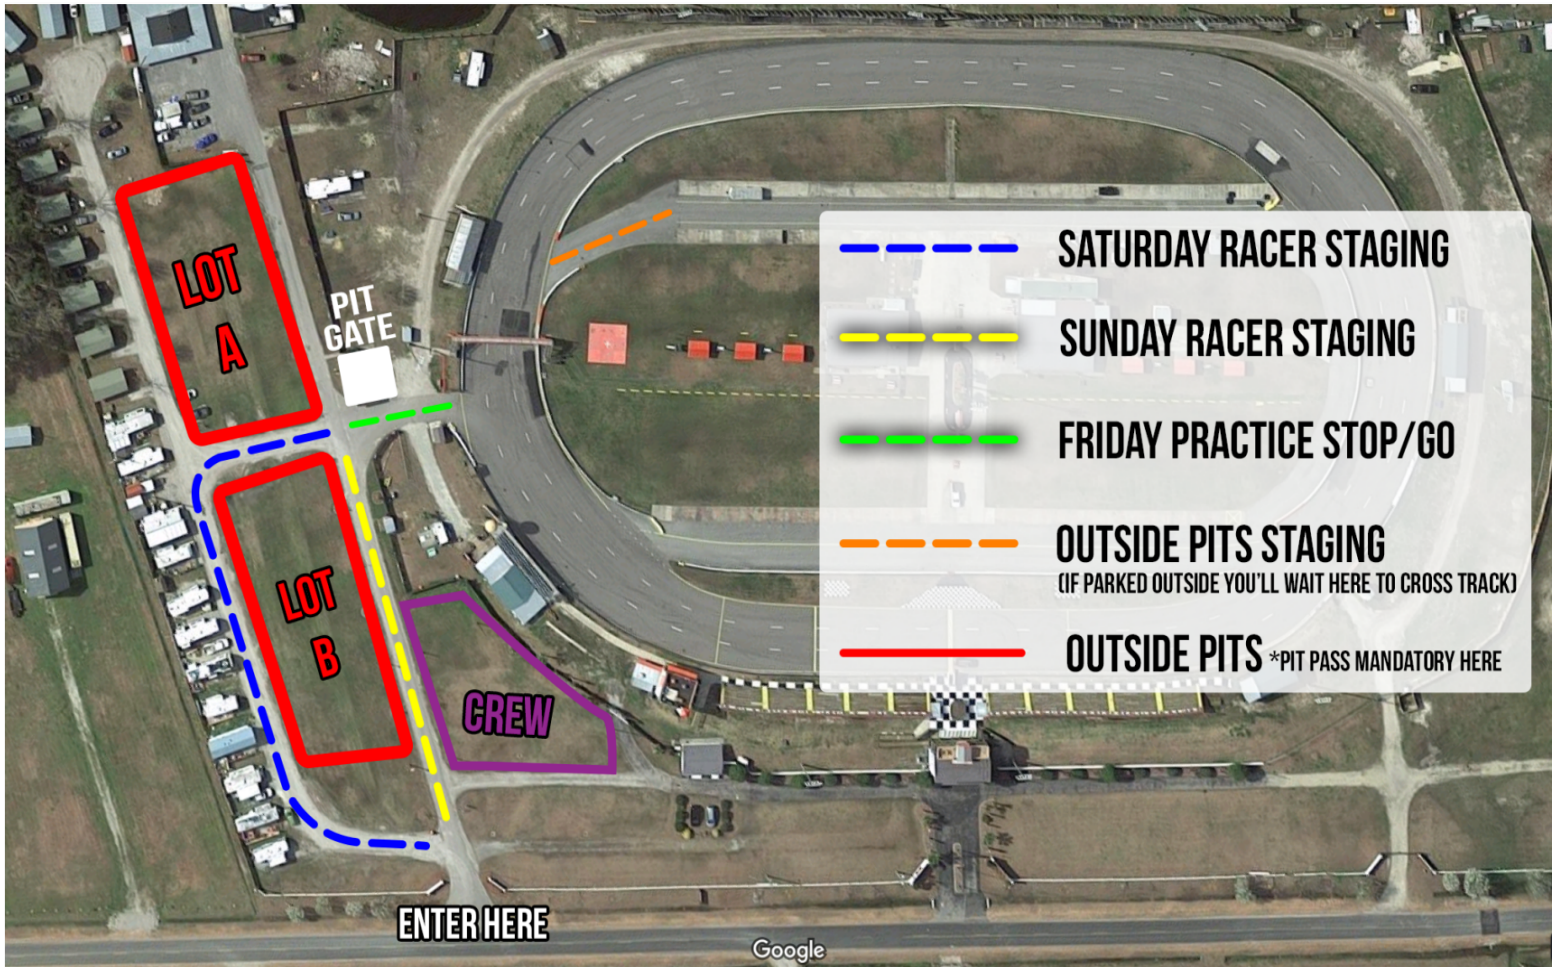 LOT
A
PIT
GATE
LOT
B
CREW
ENTER HERE
SATURDAY RACER STAGING
SUNDAY RACER STAGING
FRIDAY PRACTICE STOP/GO
OUTSIDE PITS STAGING
(IF PARKED OUTSIDE YOU'LL WAIT HERE TO CROSS TRACK)
OUTSIDE PITS *PIT PASS MANDATORY HERE
Google